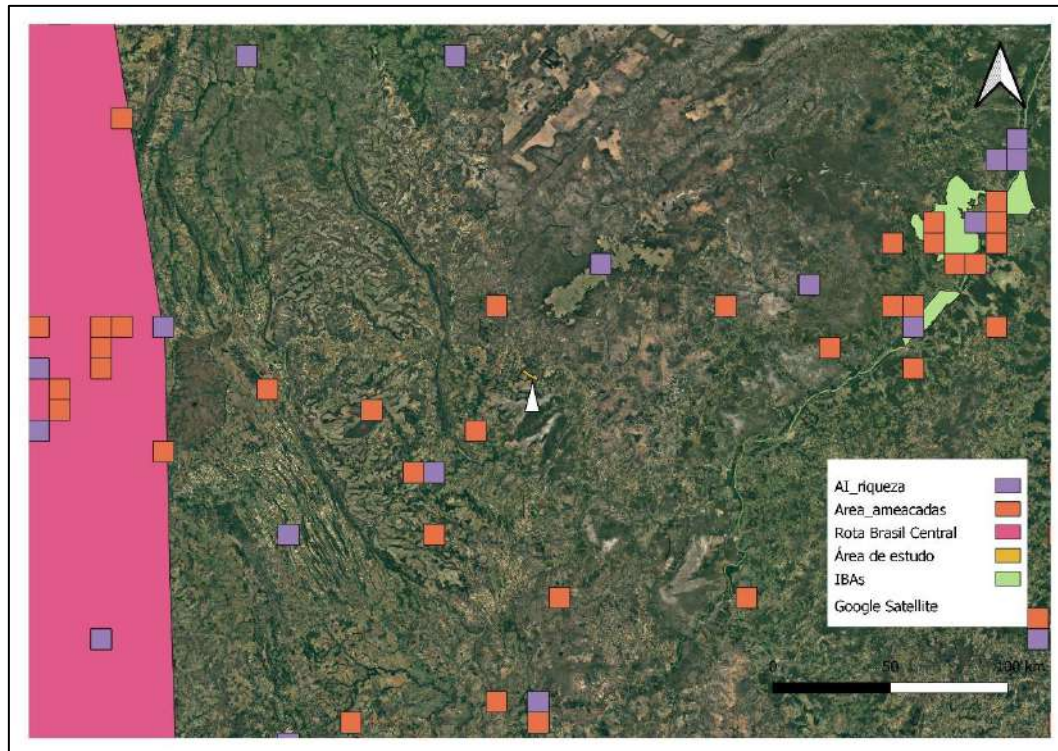 AI_riqueza
Area_ameacadas
Rota Brasil Central
Área de estudo
IBAs
Google Satellite
0 50 100 km